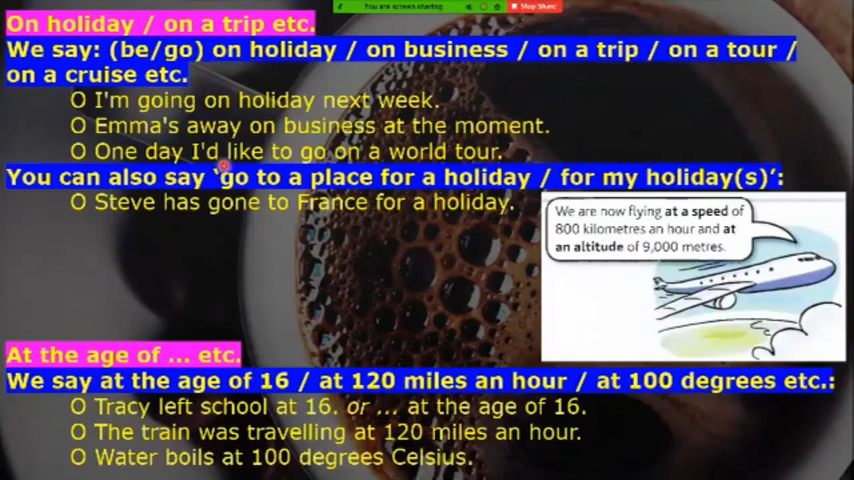 You are screen sharing
Stop Share
On holiday / on a trip etc.
We say: (be/go) on holiday / on business / on a trip / on a tour /
on a cruise etc.
O I'm going on holiday next week.
O Emma's away on business at the moment.
O One day I'd like to go on a world tour.
You can also say ‘go to a place for a holiday / for my holiday(s)’:
O Steve has gone to France for a holiday.
We are now flying at a speed of
800 kilometres an hour and at
an altitude of 9,000 metres.
At the age of ... etc.
We say at the age of 16 / at 120 miles an hour / at 100 degrees etc.:
O Tracy left school at 16. or ... at the age of 16.
O The train was travelling at 120 miles an hour.
O Water boils at 100 degrees Celsius.